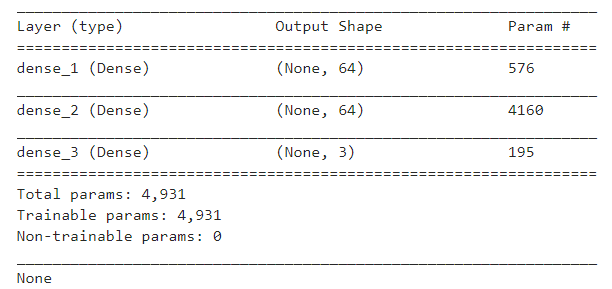 Layer (type) Output Shape Param #
dense_1 (Dense) (None, 64) 576
dense_2 (Dense) (None, 64) 4160
dense_3 (Dense) (None, 3) 195
Total params: 4,931
Trainable params: 4,931
Non-trainable params: 0
None